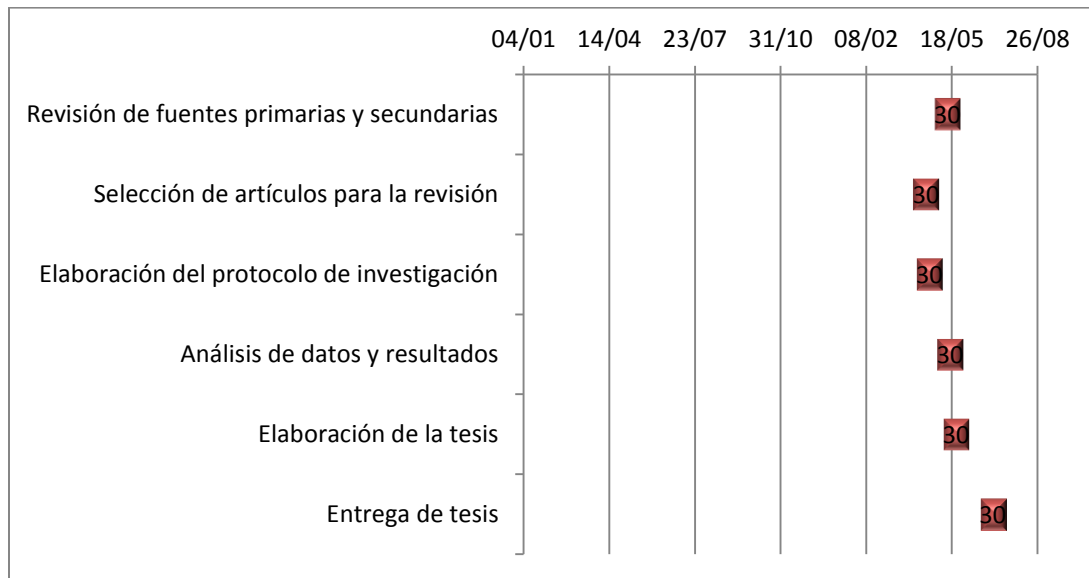 04/01 14/04 23/07 31/10 08/02 18/05 26/08
Revisión de fuentes primarias y secundarias 30
Selección de artículos para la revisión 30
Elaboración del protocolo de investigación 30
Análisis de datos y resultados 30
Elaboración de la tesis 30
Entrega de tesis 30